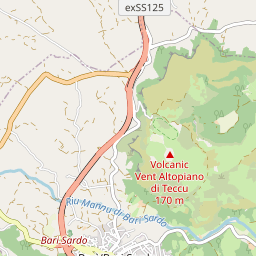 exSS125
Volcanic
Vent Altopiano
di Teccu
170 m
Riu Mannu di Bari Sardo
Bari Sardo